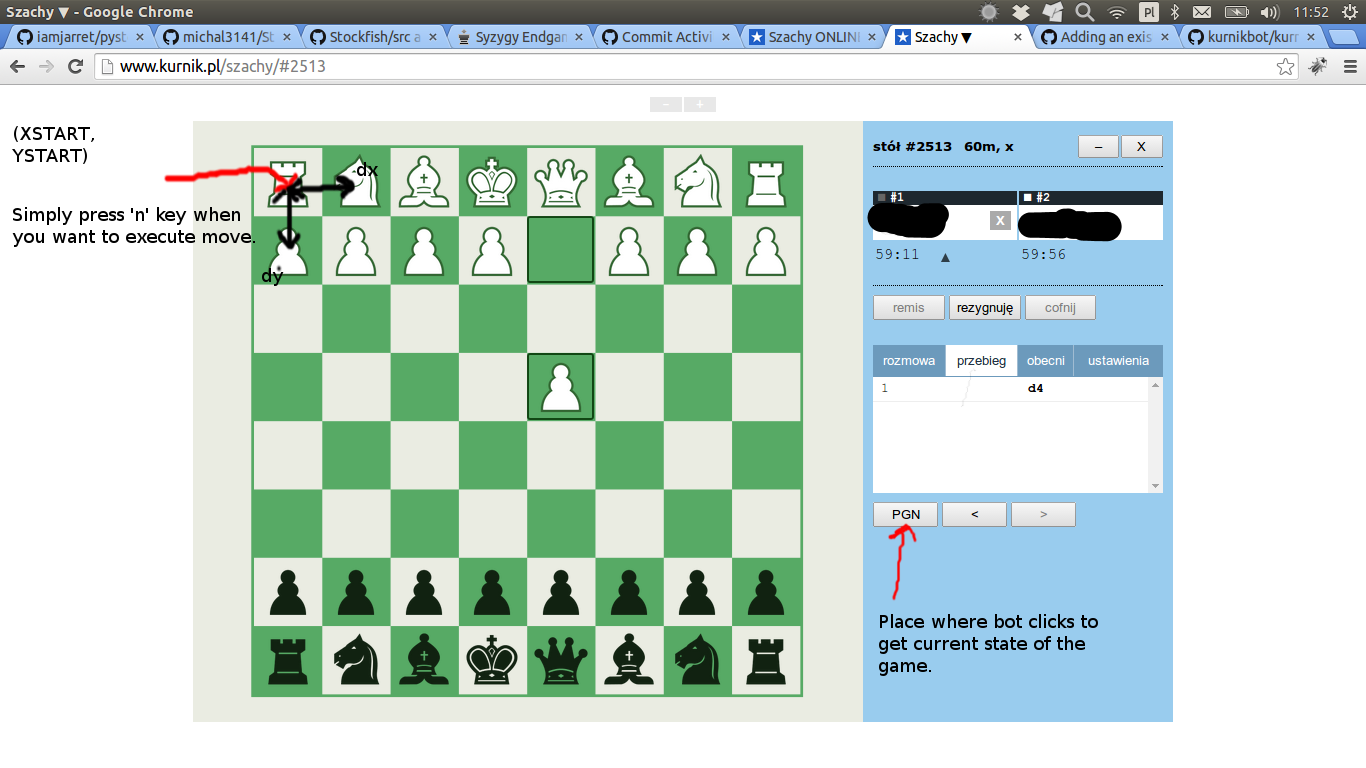 Szachy ▼ - Google Chrome
Pl
11:52
iamjarret/pyst
michal3141/St
Stockfish/src a
Syzygy Endgam
Commit Activi
Szachy ONLINE
Szachy ▼
Adding an exis
kurnikbot/kurn
www.kurnik.pl/szachy/#2513
– +
(XSTART,
YSTART)
dx
Simply press 'n' key when
you want to execute move.
dy
stół #2513 60m, x
– X
#1
#2
X
59:11 ▲
59:56
remis
rezygnuję
cofnij
rozmowa
przebieg
obecni
ustawienia
1 d4
PGN
<
>
Place where bot clicks to
get current state of the
game.